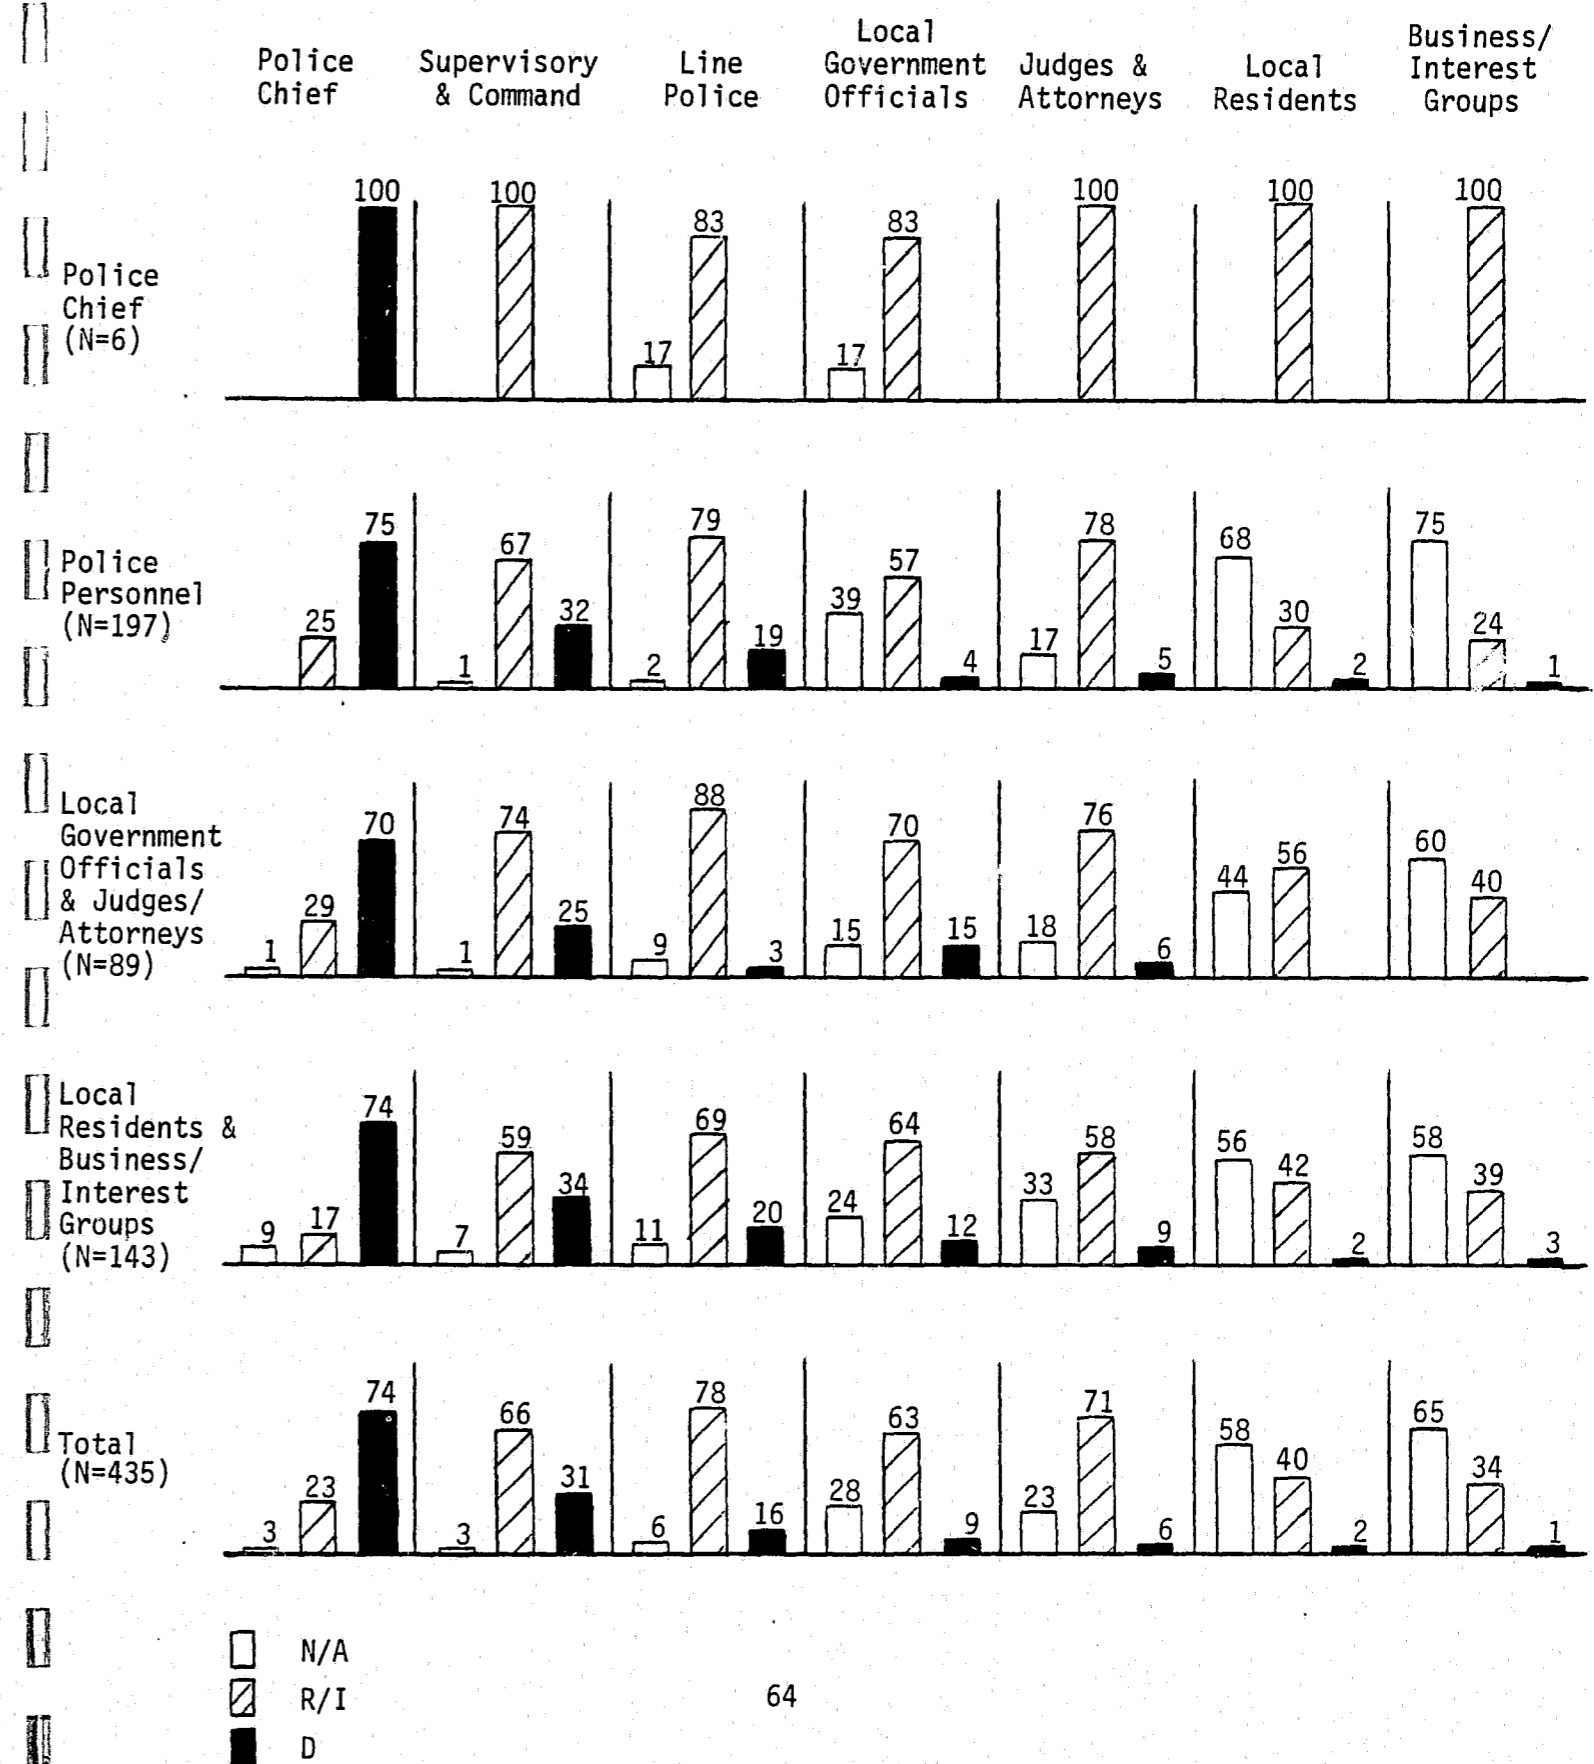 Police
Chief
Supervisory
& Command
Line
Police
Local
Government
Officials
Judges &
Attorneys
Local
Residents
Business/
Interest
Groups
Police
Chief
(N=6)
100
100
17
83
17
83
100
100
100
Police
Personnel
(N=197)
25
75
1
67
32
2
79
19
39
57
4
17
78
5
68
30
2
75
24
1
Local
Government
Officials
& Judges/
Attorneys
(N=89)
1
29
70
1
74
25
9
88
3
15
70
15
18
76
6
44
56
60
40
Local
Residents &
Business/
Interest
Groups
(N=143)
9
17
74
7
59
34
11
69
20
24
64
12
33
58
9
56
42
2
58
39
3
Total
(N=435)
3
23
74
3
66
31
6
78
16
28
63
9
23
71
6
58
40
2
65
34
1
N/A
R/I
D
64